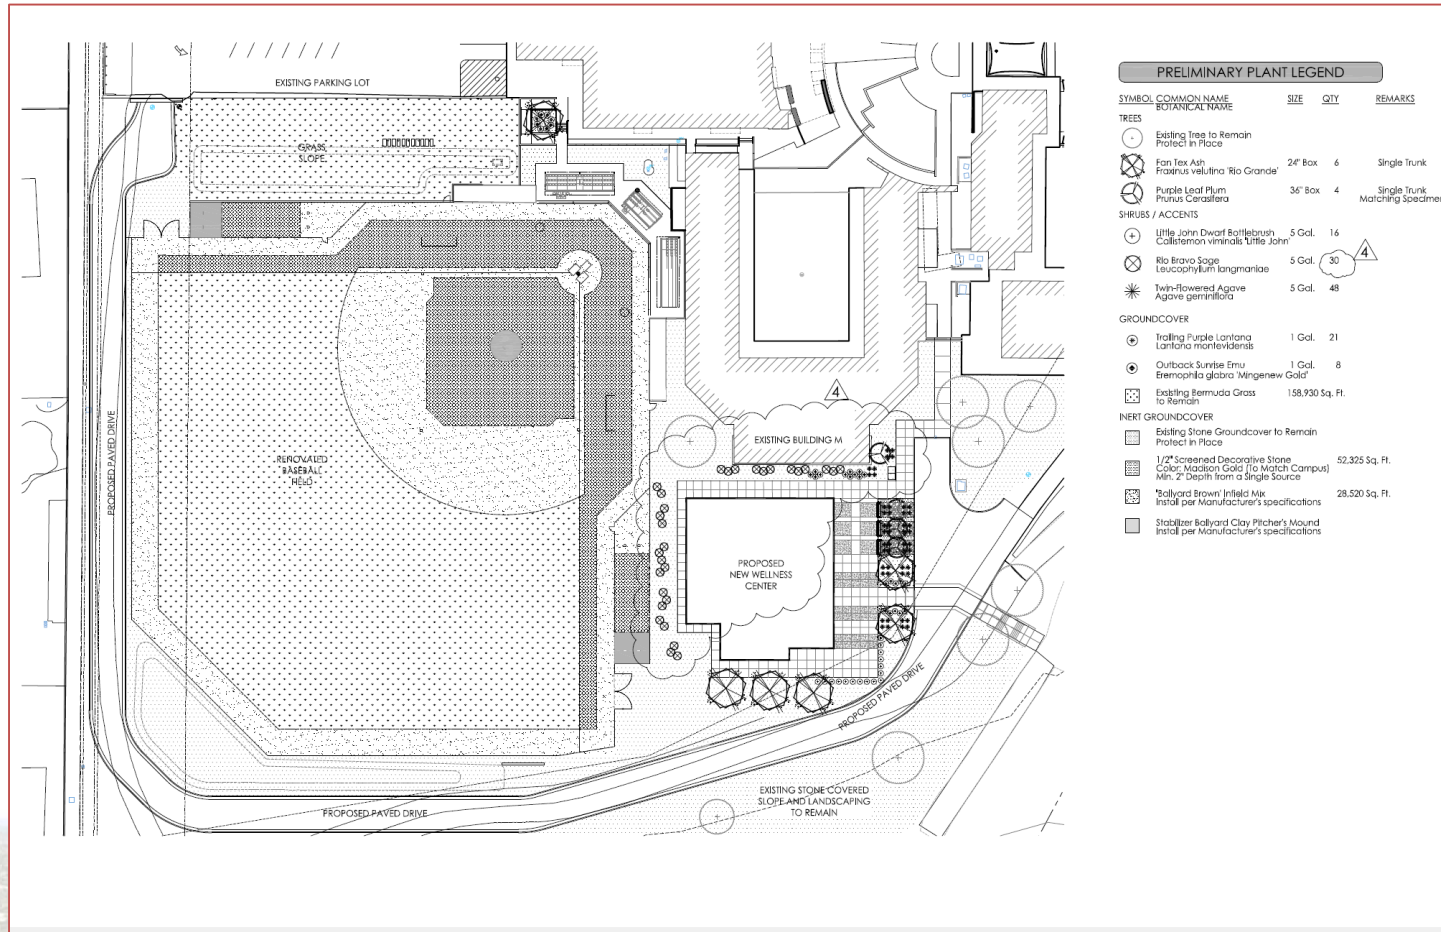 EXISTING PARKING LOT
GRASS
SLOPE
PROPOSED PAVED DRIVE
RENOVATED
BASEBALL
FIELD
4
EXISTING BUILDING M
PROPOSED
NEW WELLNESS
CENTER
PROPOSED PAVED DRIVE
PROPOSED PAVED DRIVE
EXISTING STONE COVERED
SLOPE AND LANDSCAPING
TO REMAIN
PRELIMINARY PLANT LEGEND
SYMBOL COMMON NAME SIZE QTY REMARKS
BOTANICAL NAME
TREES
Existing Tree to Remain
Protect in Place
Fan Tex Ash 24" Box 6 Single Trunk
Fraxinus velutina 'Rio Grande'
Purple Leaf Plum 36" Box 4 Single Trunk
Prunus Cerasifera Matching Specimen
SHRUBS / ACCENTS
Little John Dwarf Bottlebrush 5 Gal. 16
Callistemon viminalis 'Little John'
Rio Bravo Sage 5 Gal. 30 4
Leucophyllum langmaniae
Twin-Flowered Agave 5 Gal. 48
Agave geminiflora
GROUNDCOVER
Trailing Purple Lantana 1 Gal. 21
Lantana montevidensis
Outback Sunrise Emu 1 Gal. 8
Eremophila glabra 'Mingenew Gold'
Exsisting Bermuda Grass 158,930 Sq. Ft.
to Remain
INERT GROUNDCOVER
Existing Stone Groundcover to Remain
Protect in Place
1/2" Screened Decorative Stone 52,325 Sq. Ft.
Color: Madison Gold (To Match Campus)
Min. 2" Depth from a Single Source
'Ballyard Brown' Infield Mix 28,520 Sq. Ft.
Install per Manufacturer's specifications
Stabilizer Ballyard Clay Pitcher's Mound
Install per Manufacturer's specifications